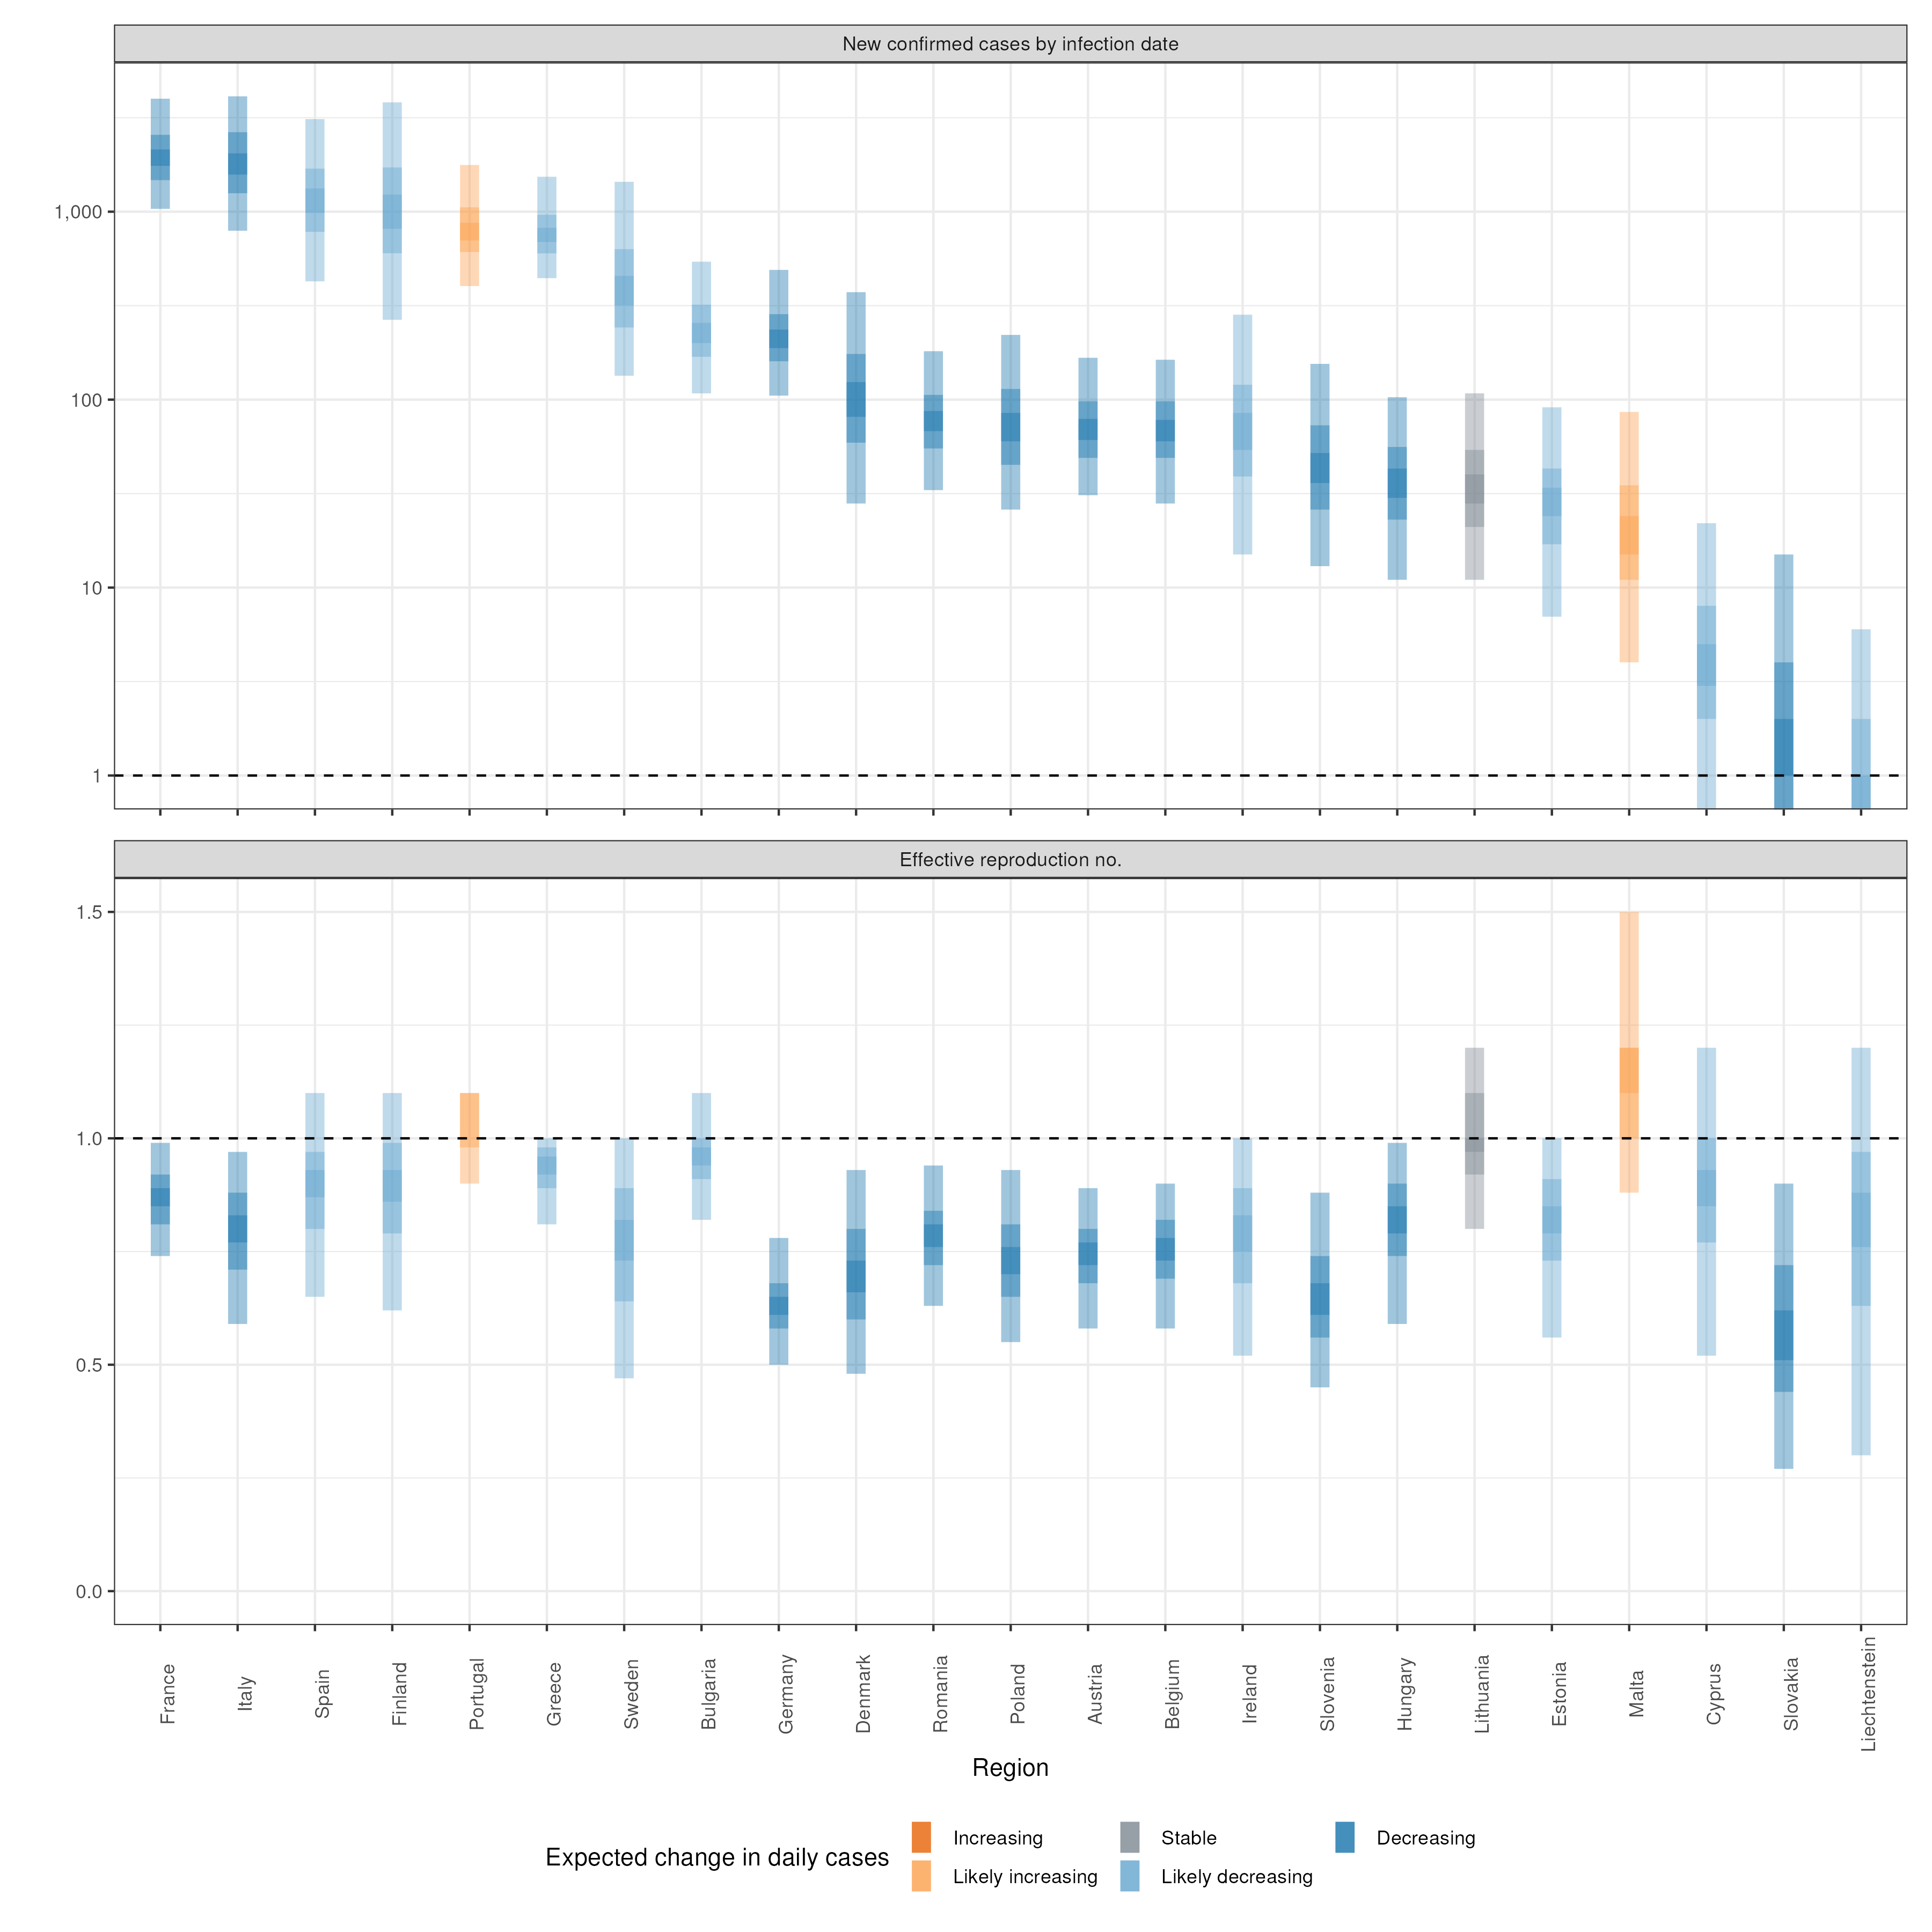 New confirmed cases by infection date
1,000
100
10
1
Effective reproduction no.
1.5
1.0
0.5
0.0
France
Italy
Spain
Finland
Portugal
Greece
Sweden
Bulgaria
Germany
Denmark
Romania
Poland
Austria
Belgium
Ireland
Slovenia
Hungary
Lithuania
Estonia
Malta
Cyprus
Slovakia
Liechtenstein
Region
Expected change in daily cases
Increasing
Stable
Decreasing
Likely increasing
Likely decreasing